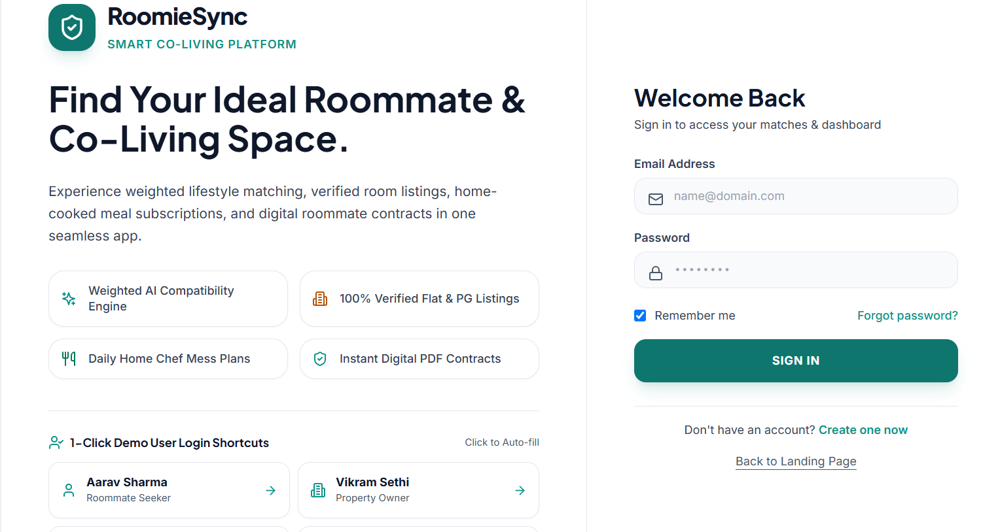 RoomieSync
SMART CO-LIVING PLATFORM
Find Your Ideal Roommate &
Co-Living Space.
Experience weighted lifestyle matching, verified room listings, home-
cooked meal subscriptions, and digital roommate contracts in one
seamless app.
Weighted AI Compatibility
Engine
100% Verified Flat & PG Listings
Daily Home Chef Mess Plans
Instant Digital PDF Contracts
1-Click Demo User Login Shortcuts
Click to Auto-fill
Aarav Sharma
Roommate Seeker
Vikram Sethi
Property Owner
Welcome Back
Sign in to access your matches & dashboard
Email Address
name@domain.com
Password
••••••••
Remember me
Forgot password?
SIGN IN
Don't have an account? Create one now
Back to Landing Page